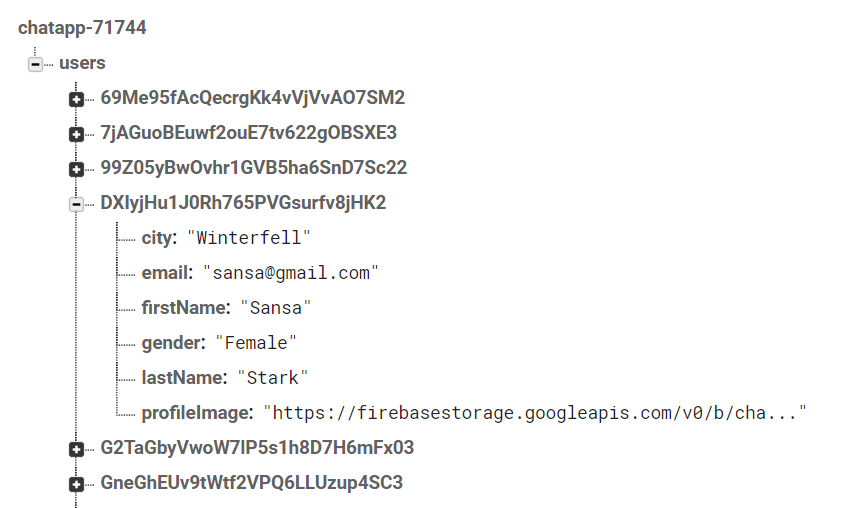 chatapp-71744
users
69Me95fAcQecrgKk4vVjVvAO7SM2
7jAGuoBEuwf2ouE7tv622gOBSXE3
99Z05yBwOvhr1GVB5ha6SnD7Sc22
DXIyjHu1J0Rh765PVGsurfv8jHK2
city: "Winterfell"
email: "sansa@gmail.com"
firstName: "Sansa"
gender: "Female"
lastName: "Stark"
profileImage: "https://firebasestorage.googleapis.com/v0/b/cha..."
G2TaGbyVwoW7IP5s1h8D7H6mFx03
GneGhEUv9tWtf2VPQ6LLUzup4SC3